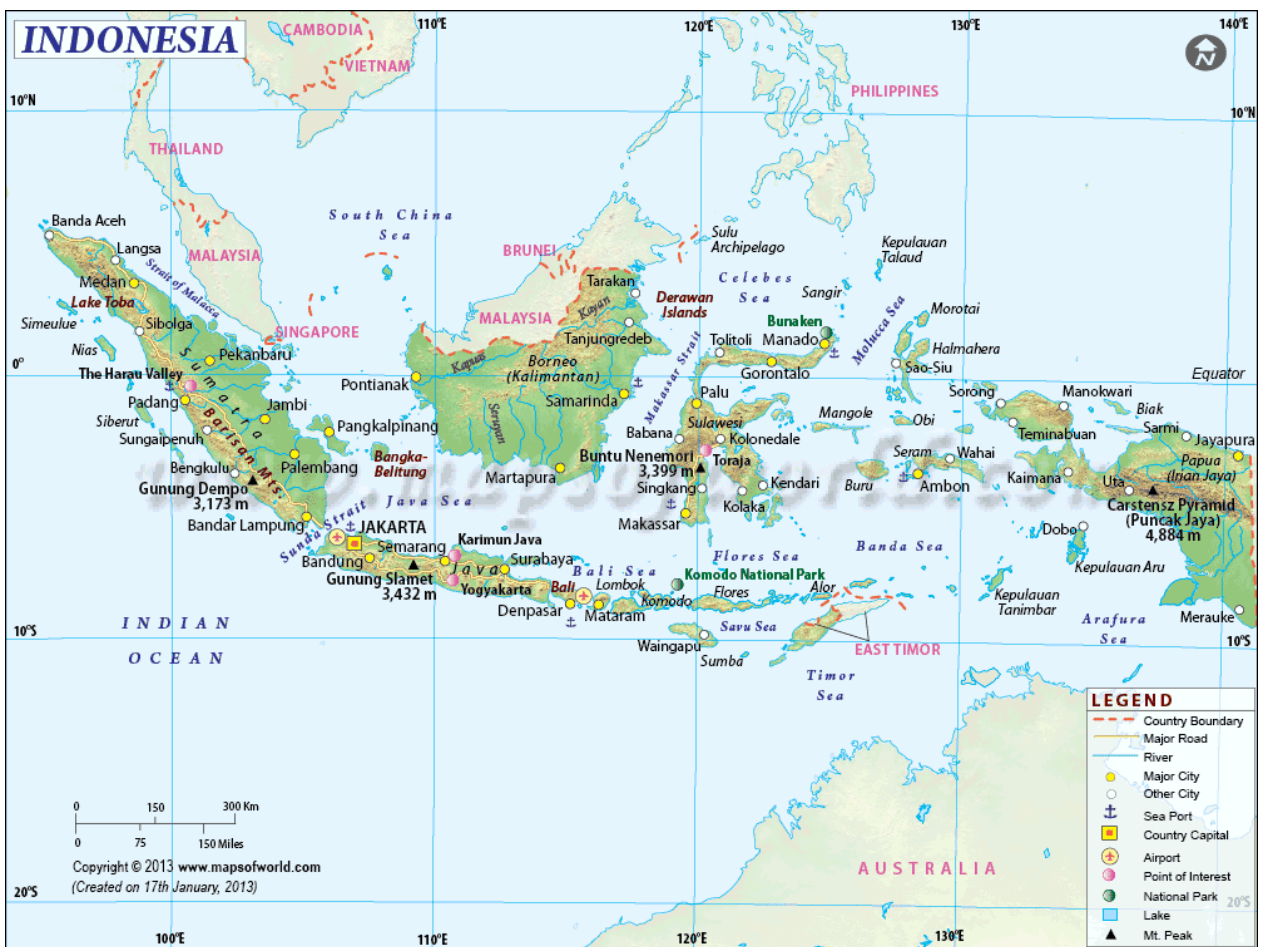 INDONESIA
110°E
120°E
130°E
140°E
N
CAMBODIA
VIETNAM
PHILIPPINES
10°N
10°N
THAILAND
South China
Sea
Banda Aceh
Langsa
MALAYSIA
BRUNEI
Sulu
Archipelago
Kepulauan
Talaud
Medan
Strait of Malacca
Tarakan
Celebes
Sea
Sangir
Lake Toba
Kayan
Derawan
Islands
Simeulue
Sibolga
SINGAPORE
MALAYSIA
Bunaken
Morotai
Nias
Tanjungredeb
Tolitoli
Manado
Molucca Sea
Halmahera
Pekanbaru
Kapuas
Borneo
(Kalimantan)
Makassar Strait
Gorontalo
Sao-Siu
Equator
0°
The Harau Valley
Sumatra
Pontianak
Samarinda
Palu
Sorong
Manokwari
Padang
Jambi
Seruyan
Sulawesi
Mangole
Obi
Biak
Siberut
Sungaipenuh
Barisan Mts
Pangkalpinang
Babana
Kolonedale
Teminabuan
Sarmi
Jayapura
Bengkulu
Palembang
Bangka-
Belitung
Martapura
Buntu Nenemori
3,399 m
Toraja
Seram
Wahai
Papua
(Irian Jaya)
Gunung Dempo
3,173 m
Java Sea
Singkang
Kendari
Buru
Ambon
Kaimana
Uta
Carstensz Pyramid
(Puncak Jaya)
4,884 m
Bandar Lampung
Sunda Strait
JAKARTA
Makassar
Kolaka
Dobo
Semarang
Karimun Java
Flores Sea
Banda Sea
Bandung
Java
Surabaya
Bali Sea
Kepulauan Aru
Gunung Slamet
3,432 m
Yogyakarta
Bali
Lombok
Komodo National Park
Komodo
Flores
Alor
Kepulauan
Tanimbar
Denpasar
Mataram
Merauke
INDIAN
OCEAN
10°S
Waingapu
Savu Sea
Sumba
EAST TIMOR
Arafura
Sea
10°S
Timor
Sea
www.mapsofworld.com
LEGEND
Country Boundary
Major Road
River
Major City
Other City
Sea Port
Country Capital
Airport
Point of Interest
National Park
Lake
Mt. Peak
0 150 300 Km
0 75 150 Miles
Copyright © 2013 www.mapsofworld.com
(Created on 17th January, 2013)
AUSTRALIA
20°S
20°S
100°E
110°E
120°E
130°E